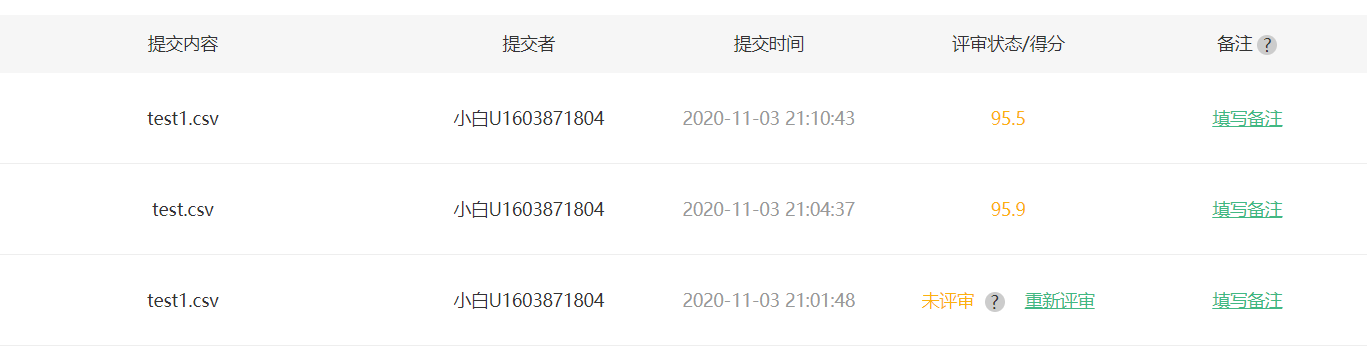 提交内容 提交者 提交时间 评审状态/得分 备注 ?
test1.csv 小白U1603871804 2020-11-03 21:10:43 95.5 填写备注
test.csv 小白U1603871804 2020-11-03 21:04:37 95.9 填写备注
test1.csv 小白U1603871804 2020-11-03 21:01:48 未评审 ? 重新评审 填写备注